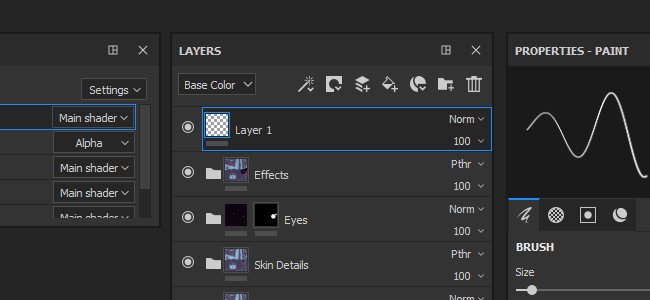 Settings
Main shader
Alpha
Main shader
Main shader
Main shader
LAYERS
Base Color
Layer 1
Norm
100
Effects
Pthr
100
Eyes
Norm
100
Skin Details
Pthr
100
PROPERTIES - PAINT
BRUSH
Size